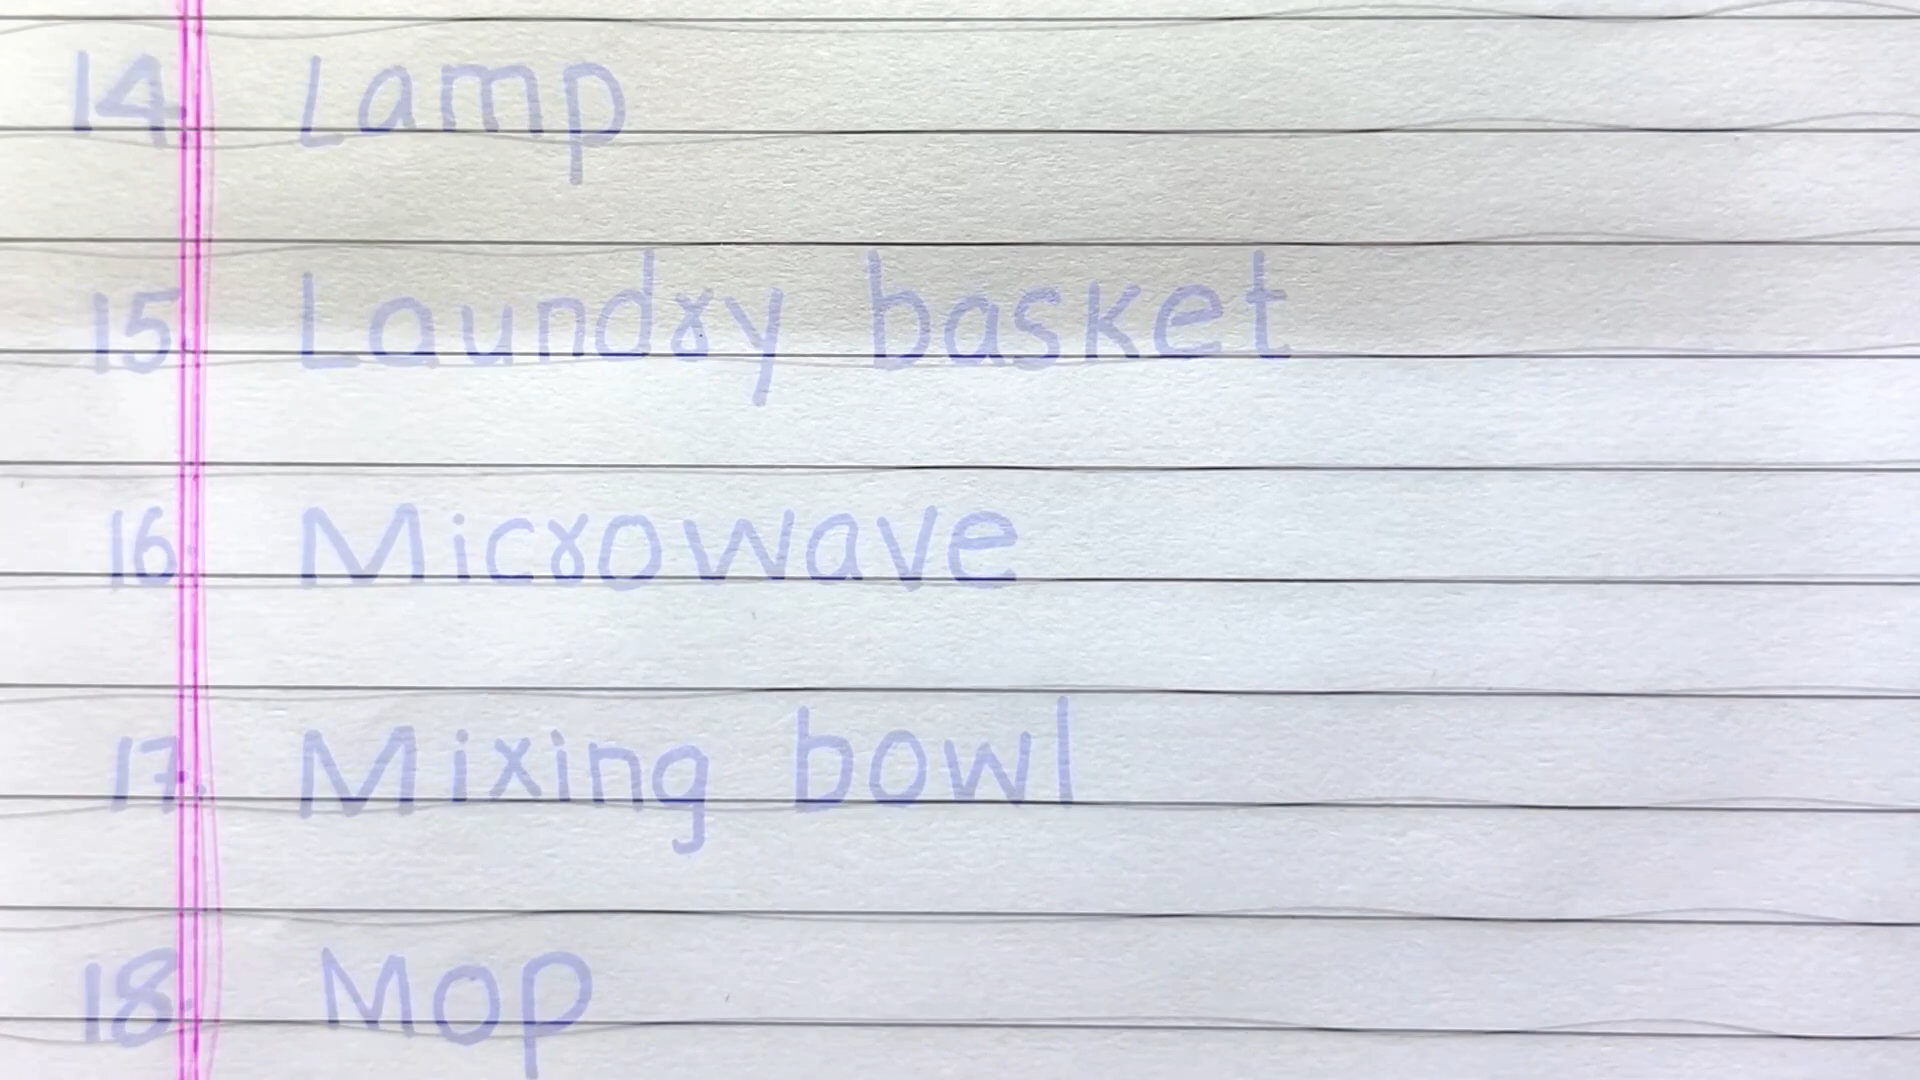 14. Lamp
15. Laundry basket
16. Microwave
17. Mixing bowl
18. Mop